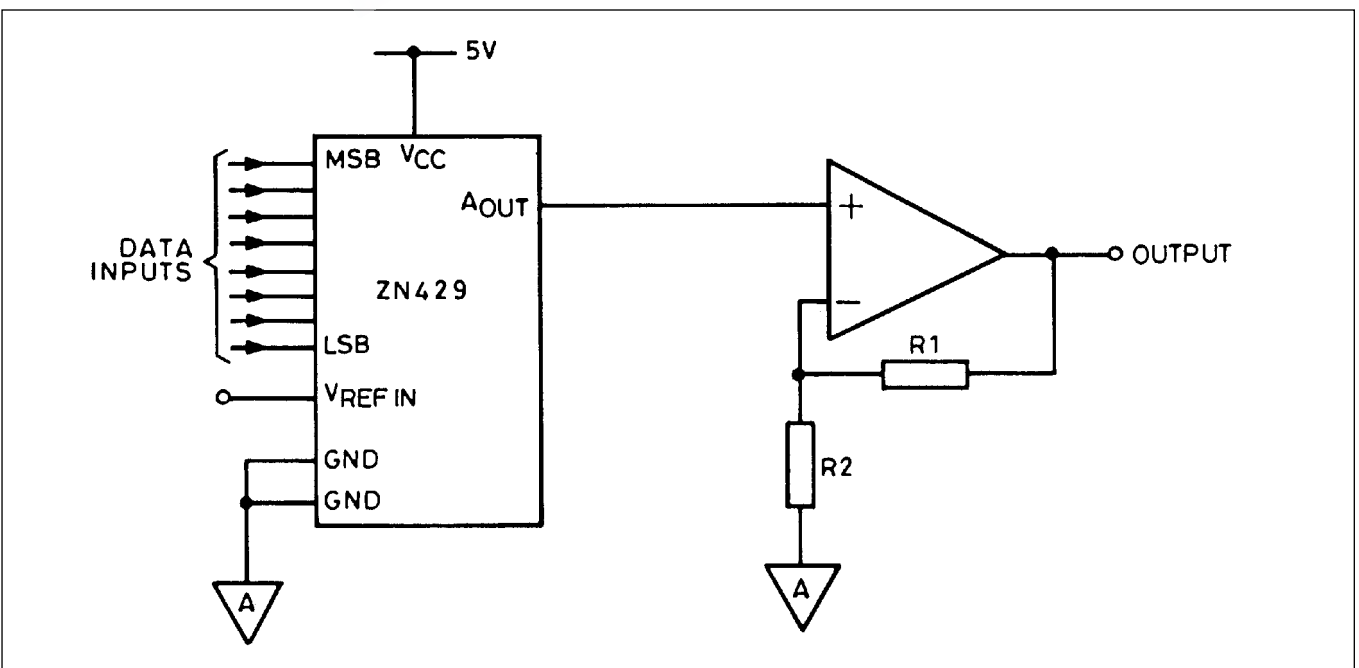 5V
MSB VCC
AOUT
DATA
INPUTS
ZN429
LSB
VREF IN
GND
GND
A
+
−
OUTPUT
R1
R2
A